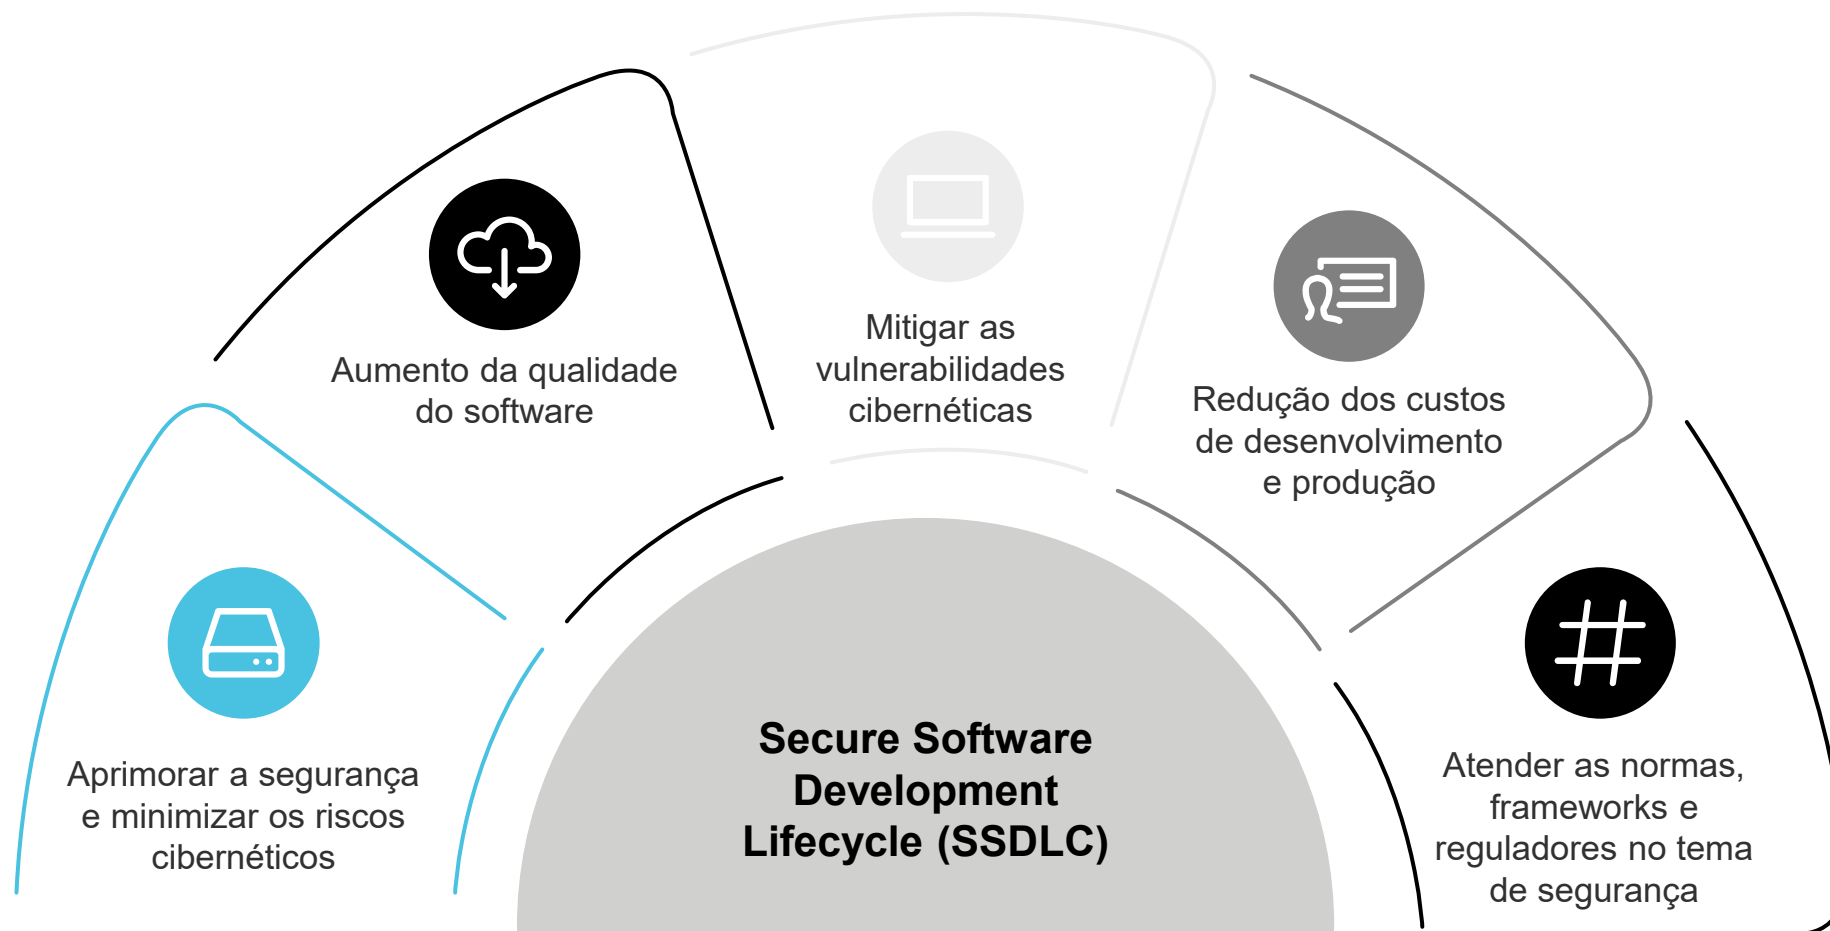 Aprimorar a segurança
e minimizar os riscos
cibernéticos
Aumento da qualidade
do software
Mitigar as
vulnerabilidades
cibernéticas
Redução dos custos
de desenvolvimento
e produção
Atender as normas,
frameworks e
reguladores no tema
de segurança
Secure Software
Development
Lifecycle (SSDLC)